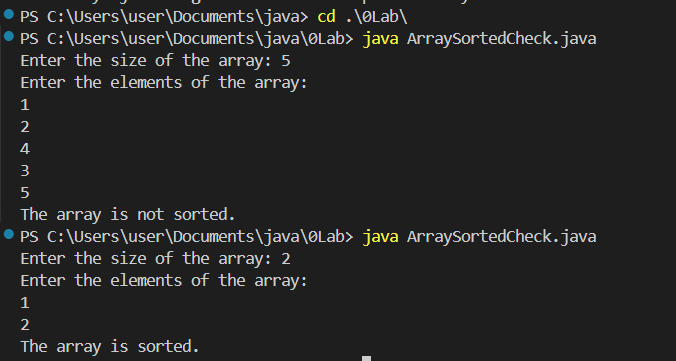 PS C:\Users\user\Documents\java> cd .\0Lab\
PS C:\Users\user\Documents\java\0Lab> java ArraySortedCheck.java
Enter the size of the array: 5
Enter the elements of the array:
1
2
4
3
5
The array is not sorted.
PS C:\Users\user\Documents\java\0Lab> java ArraySortedCheck.java
Enter the size of the array: 2
Enter the elements of the array:
1
2
The array is sorted.